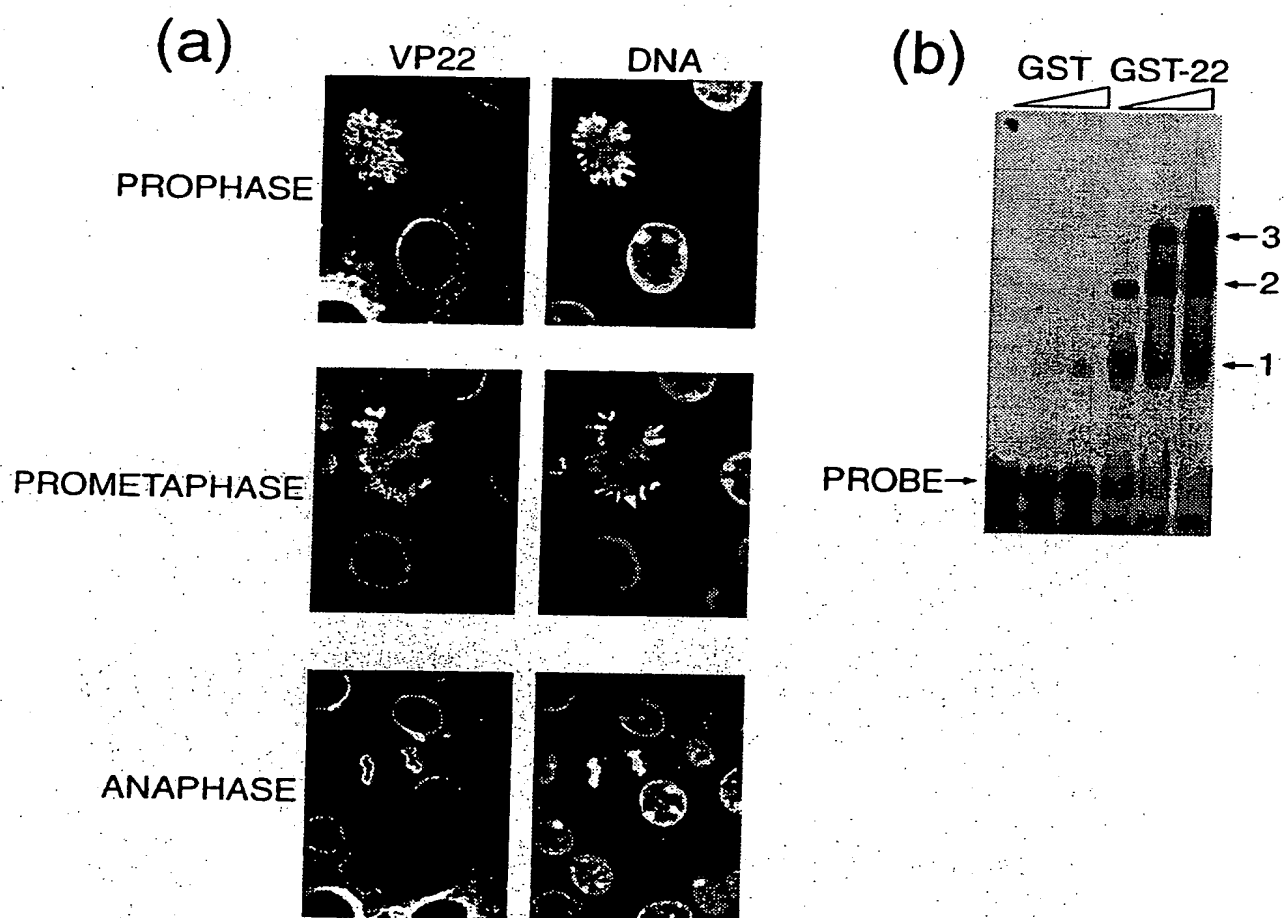 (a)
VP22 DNA
PROPHASE
PROMETAPHASE
ANAPHASE
(b)
GST GST-22
3
2
1
PROBE